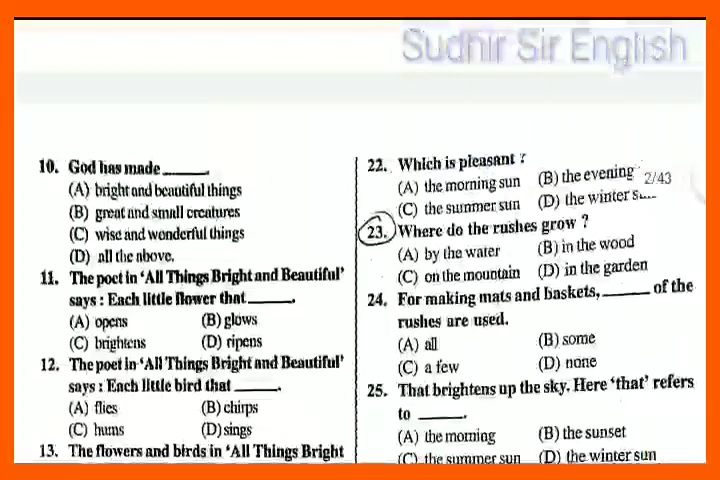 Sudhir Sir English
10. God has made ______.
(A) bright and beautiful things
(B) great and small creatures
(C) wise and wonderful things
(D) all the above.
11. The poet in 'All Things Bright and Beautiful'
says : Each little flower that ______.
(A) opens (B) glows
(C) brightens (D) ripens
12. The poet in 'All Things Bright and Beautiful'
says : Each little bird that ______.
(A) flies (B) chirps
(C) hums (D) sings
13. The flowers and birds in 'All Things Bright
22. Which is pleasant ?
(A) the morning sun (B) the evening
2/43
(C) the summer sun (D) the winter
23. Where do the rushes grow ?
(A) by the water (B) in the wood
(C) on the mountain (D) in the garden
24. For making mats and baskets, ______ of the
rushes are used.
(A) all (B) some
(C) a few (D) none
25. That brightens up the sky. Here 'that' refers
to ______.
(A) the morning (B) the sunset
(C) the summer sun (D) the winter sun